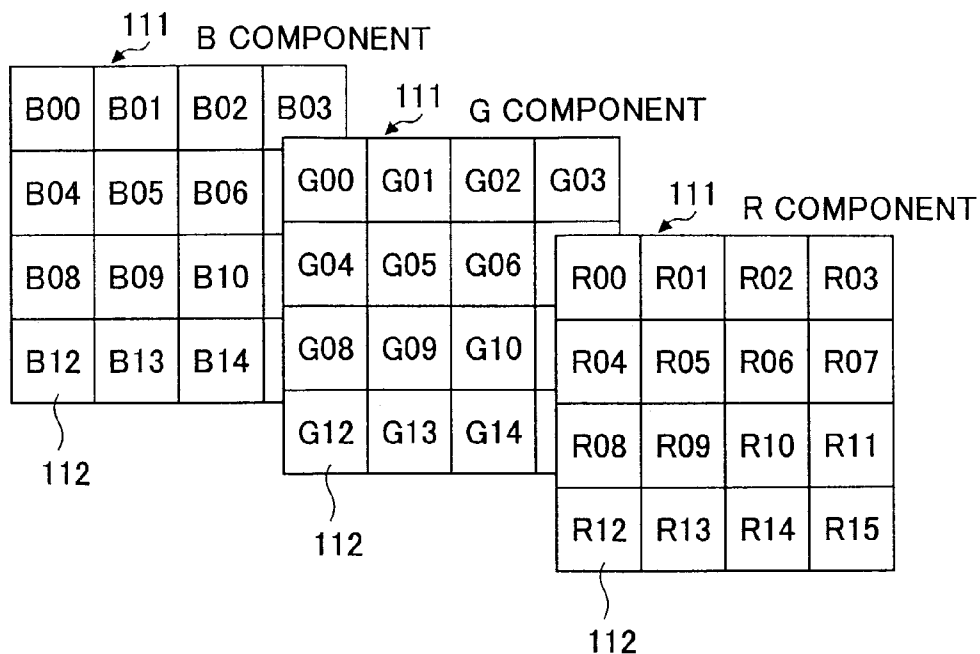 111 B COMPONENT
B00 B01 B02 B03
B04 B05 B06
B08 B09 B10
B12 B13 B14
112
111 G COMPONENT
G00 G01 G02 G03
G04 G05 G06
G08 G09 G10
G12 G13 G14
112
111 R COMPONENT
R00 R01 R02 R03
R04 R05 R06 R07
R08 R09 R10 R11
R12 R13 R14 R15
112